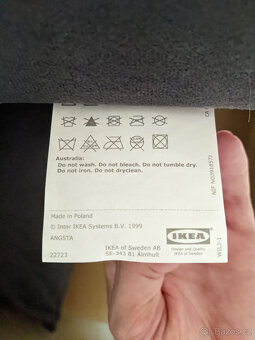 Australia:
Do not wash. Do not bleach. Do not tumble dry.
Do not iron. Do not dryclean.
Made in Poland
© Inter IKEA Systems B.V. 1999
ANGSTA
22723
IKEA of Sweden AB
SE-343 81 Älmhult
IKEA
Design and Quality
IKEA of Sweden
CA